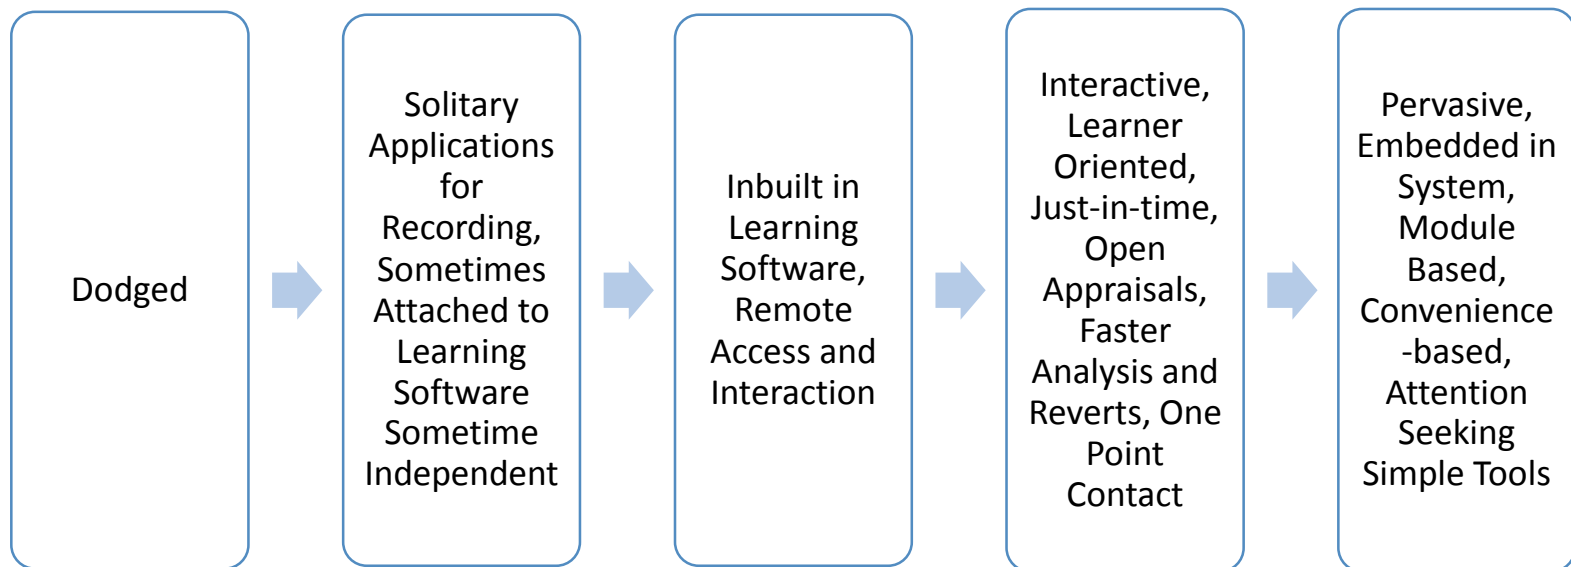 Dodged
Solitary
Applications
for
Recording,
Sometimes
Attached to
Learning
Software
Sometime
Independent
Inbuilt in
Learning
Software,
Remote
Access and
Interaction
Interactive,
Learner
Oriented,
Just-in-time,
Open
Appraisals,
Faster
Analysis and
Reverts, One
Point
Contact
Pervasive,
Embedded in
System,
Module
Based,
Convenience
-based,
Attention
Seeking
Simple Tools